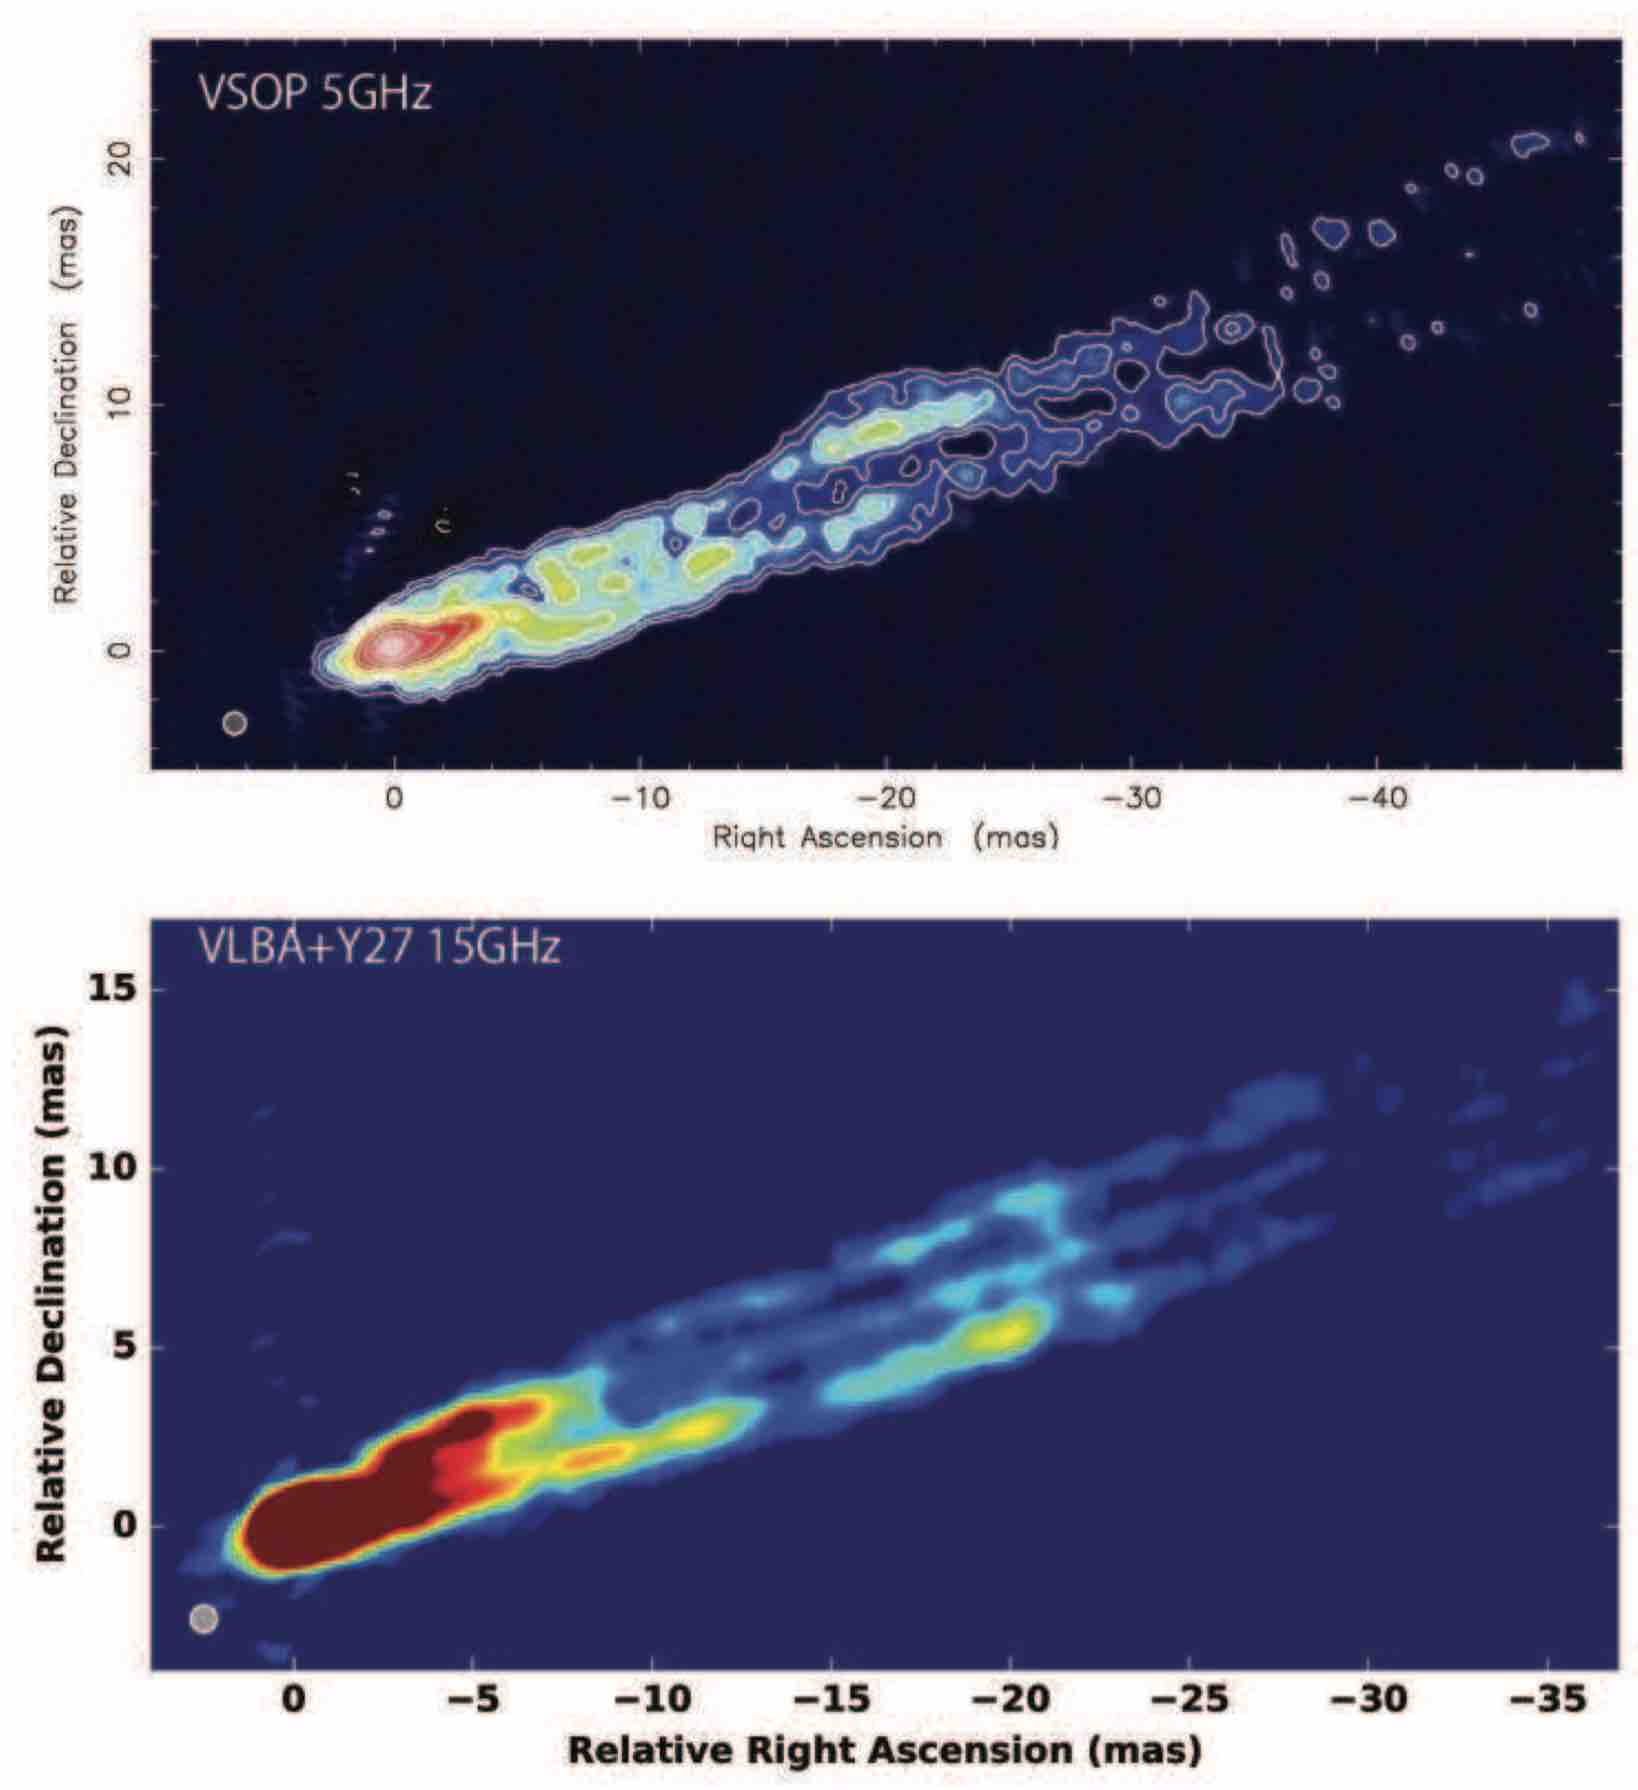 VSOP 5GHz
20
10
0
Relative Declination (mas)
0 −10 −20 −30 −40
Right Ascension (mas)
VLBA+Y27 15GHz
15
10
5
0
Relative Declination (mas)
0 −5 −10 −15 −20 −25 −30 −35
Relative Right Ascension (mas)